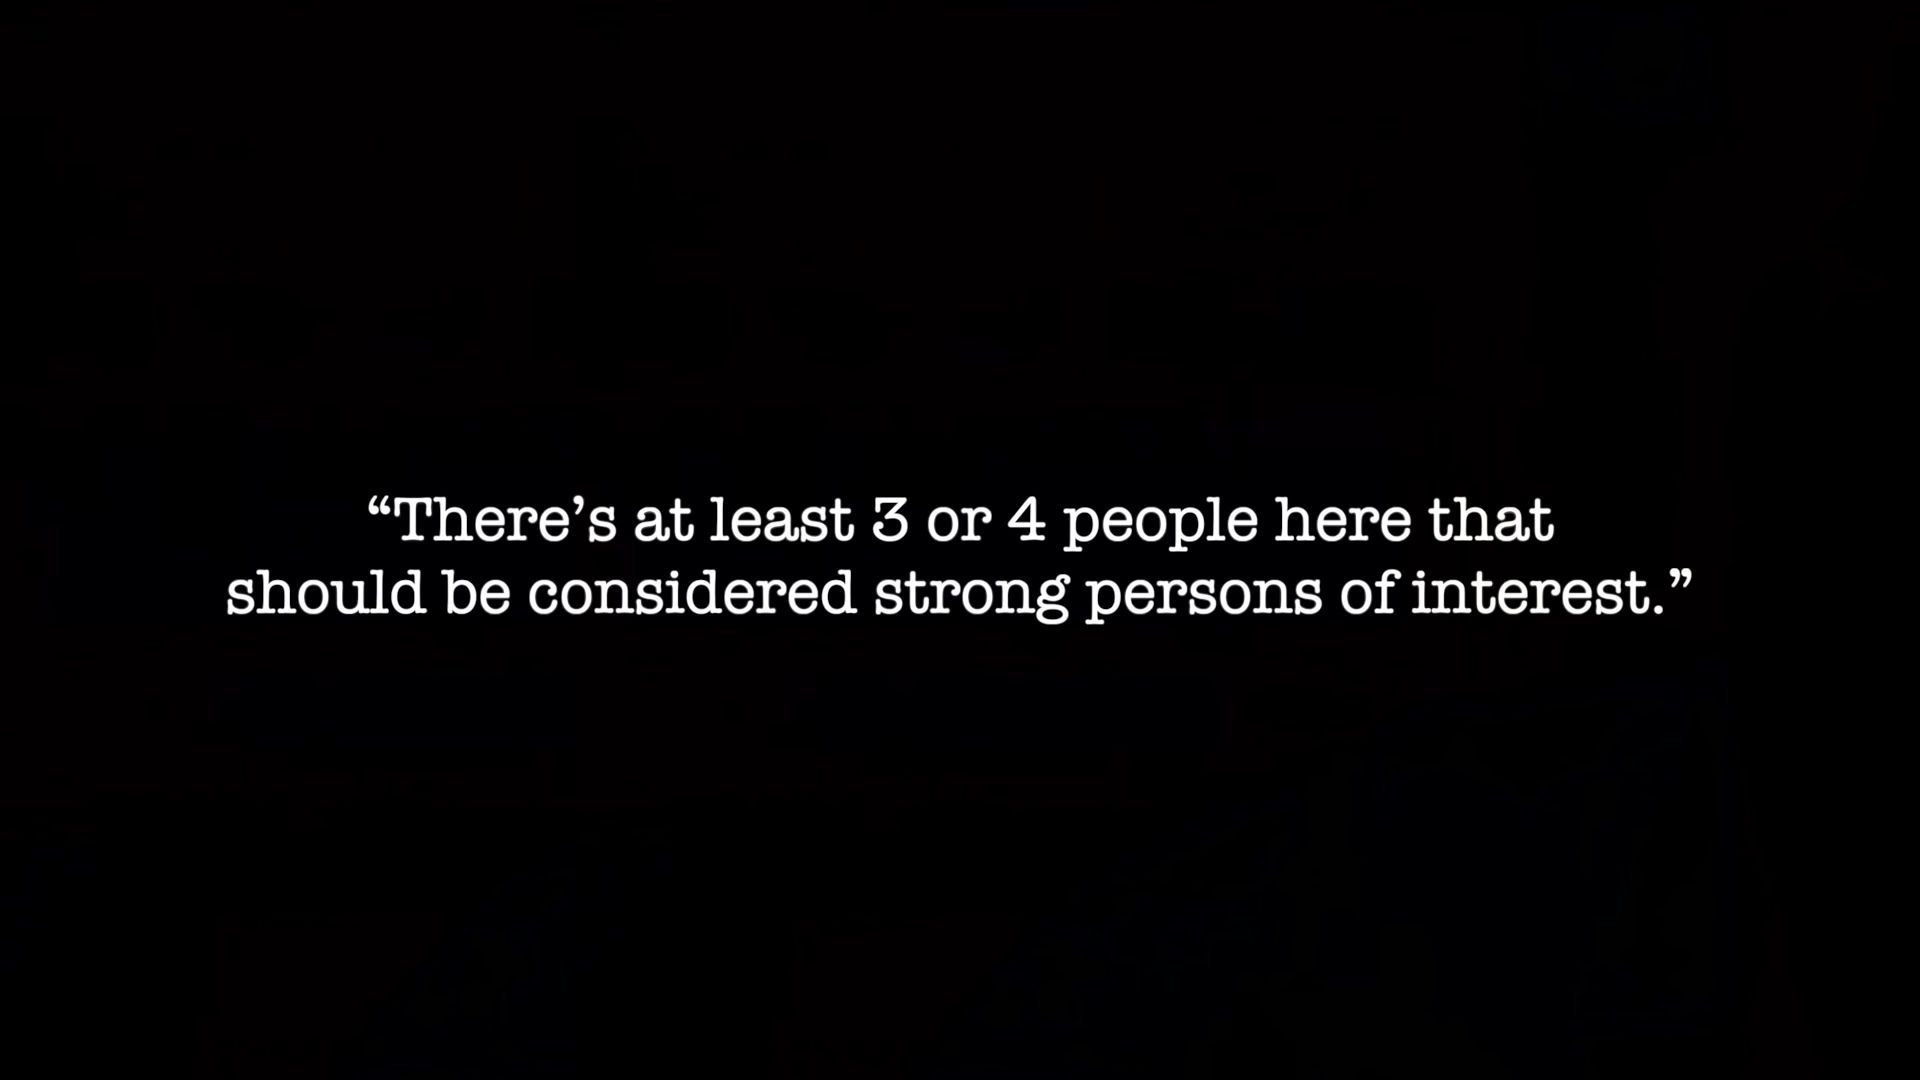 “There’s at least 3 or 4 people here that
should be considered strong persons of interest.”